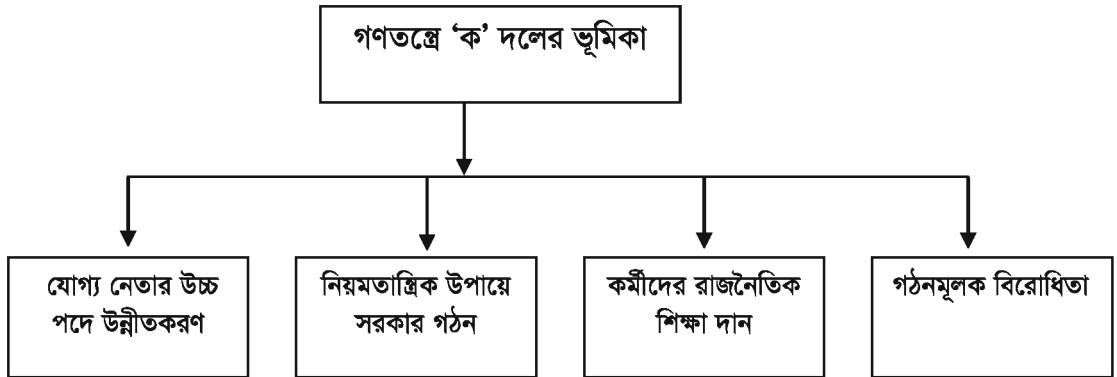 গণতন্ত্রে ‘ক’ দলের ভূমিকা
যোগ্য নেতার উচ্চ
পদে উন্নীতকরণ
নিয়মতান্ত্রিক উপায়ে
সরকার গঠন
কর্মীদের রাজনৈতিক
শিক্ষা দান
গঠনমূলক বিরোধিতা